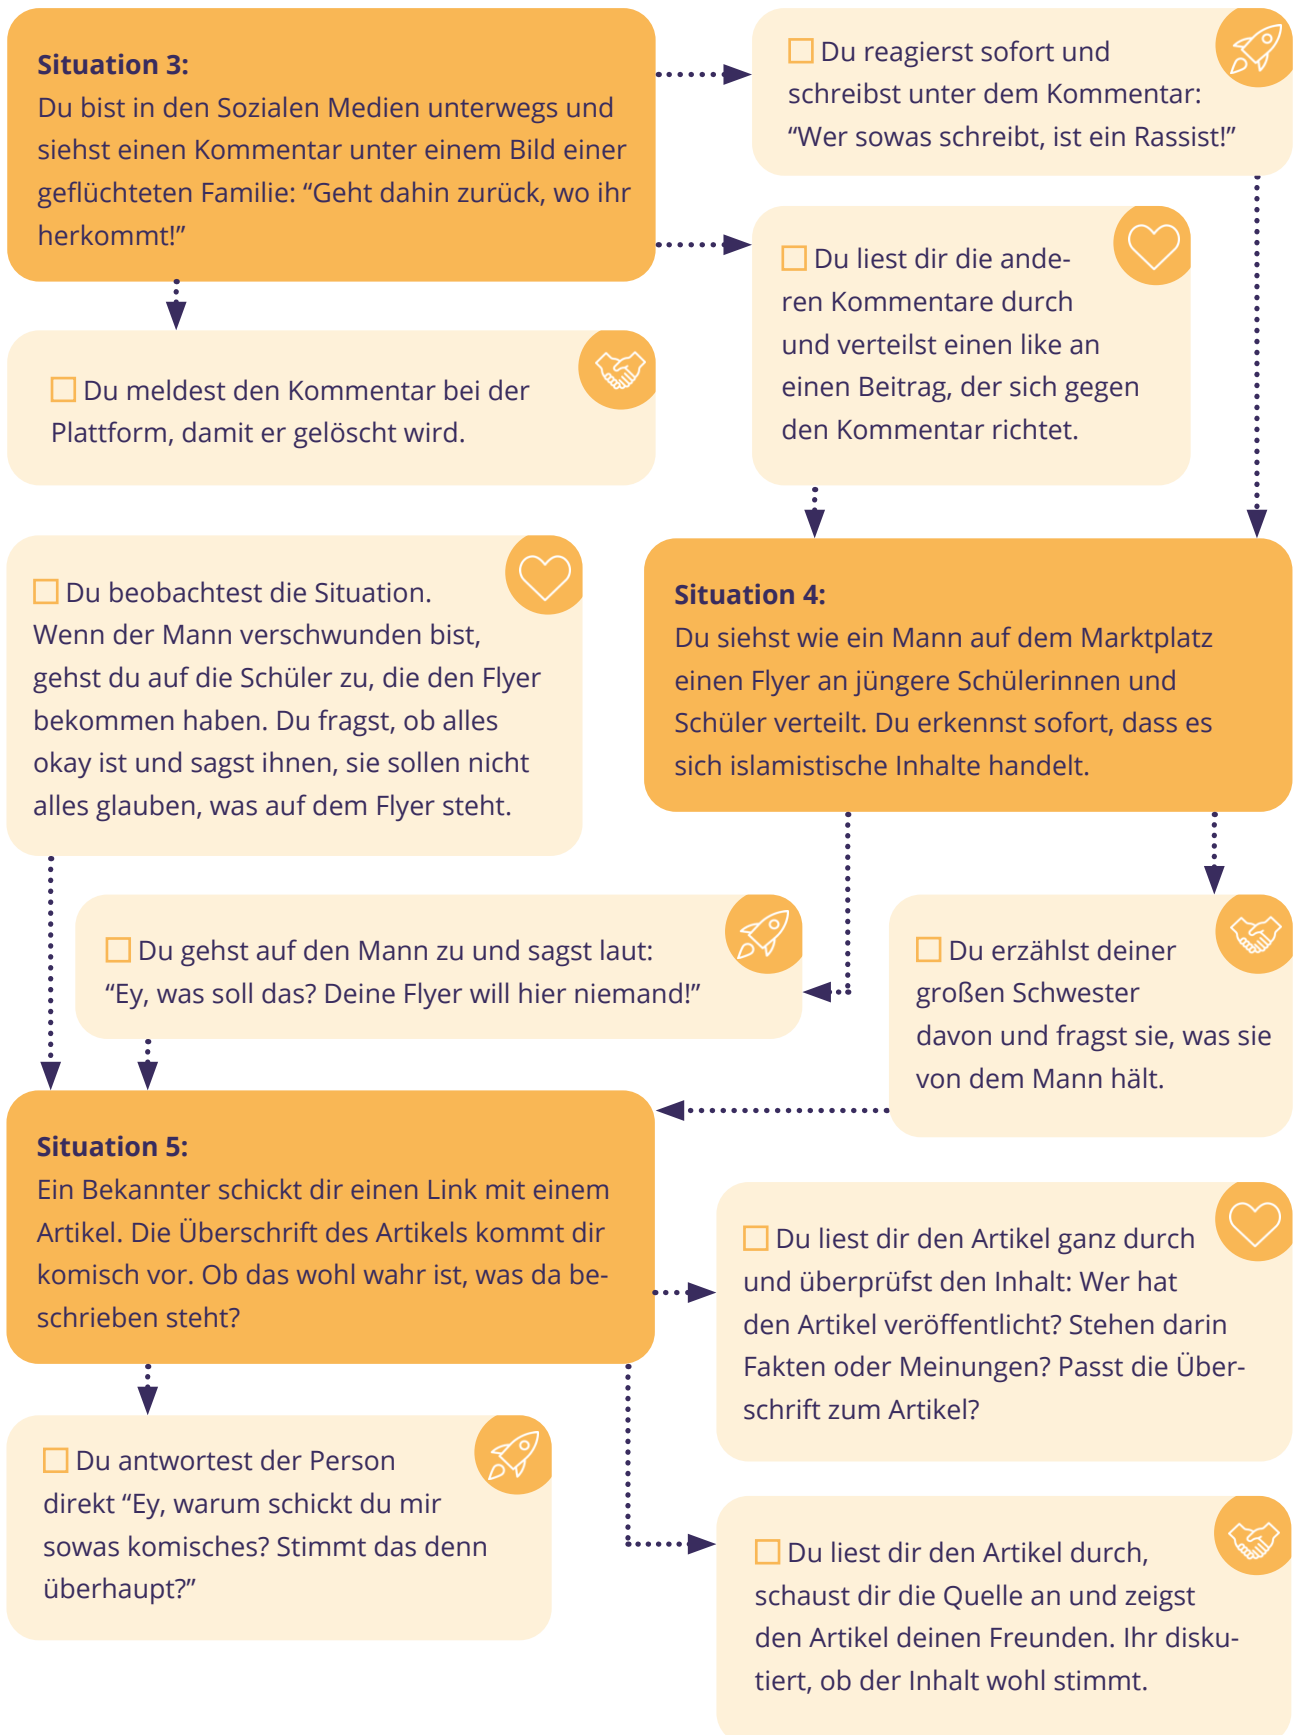 Situation 3:
Du bist in den Sozialen Medien unterwegs und
siehst einen Kommentar unter einem Bild einer
geflüchteten Familie: “Geht dahin zurück, wo ihr
herkommt!”
Du reagierst sofort und
schreibst unter dem Kommentar:
“Wer sowas schreibt, ist ein Rassist!”
Du liest dir die ande-
ren Kommentare durch
und verteilst einen like an
einen Beitrag, der sich gegen
den Kommentar richtet.
Du meldest den Kommentar bei der
Plattform, damit er gelöscht wird.
Du beobachtest die Situation.
Wenn der Mann verschwunden bist,
gehst du auf die Schüler zu, die den Flyer
bekommen haben. Du fragst, ob alles
okay ist und sagst ihnen, sie sollen nicht
alles glauben, was auf dem Flyer steht.
Situation 4:
Du siehst wie ein Mann auf dem Marktplatz
einen Flyer an jüngere Schülerinnen und
Schüler verteilt. Du erkennst sofort, dass es
sich islamistische Inhalte handelt.
Du gehst auf den Mann zu und sagst laut:
“Ey, was soll das? Deine Flyer will hier niemand!”
Du erzählst deiner
großen Schwester
davon und fragst sie, was sie
von dem Mann hält.
Situation 5:
Ein Bekannter schickt dir einen Link mit einem
Artikel. Die Überschrift des Artikels kommt dir
komisch vor. Ob das wohl wahr ist, was da be-
schrieben steht?
Du liest dir den Artikel ganz durch
und überprüfst den Inhalt: Wer hat
den Artikel veröffentlicht? Stehen darin
Fakten oder Meinungen? Passt die Über-
schrift zum Artikel?
Du antwortest der Person
direkt “Ey, warum schickt du mir
sowas komisches? Stimmt das denn
überhaupt?”
Du liest dir den Artikel durch,
schaust dir die Quelle an und zeigst
den Artikel deinen Freunden. Ihr disku-
tiert, ob der Inhalt wohl stimmt.